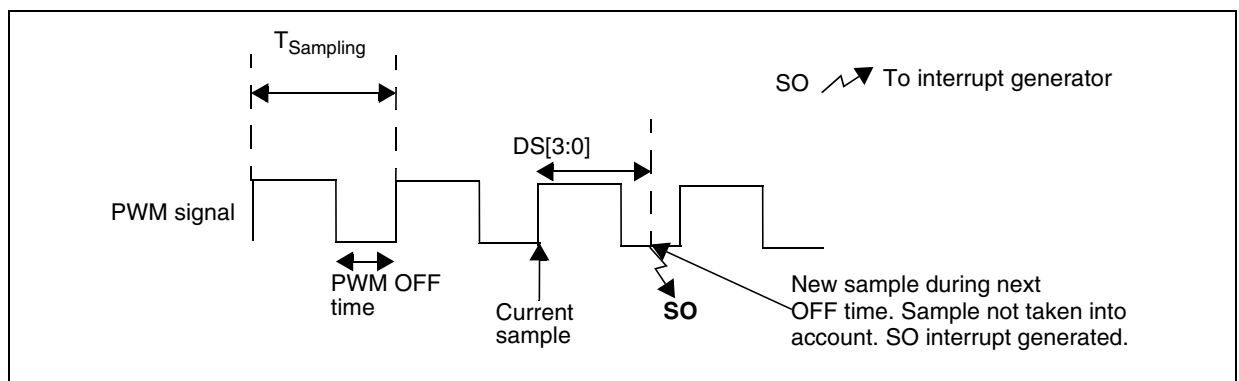 TSampling
SO To interrupt generator
DS[3:0]
PWM signal
PWM OFF
time
Current
sample
SO
New sample during next
OFF time. Sample not taken into
account. SO interrupt generated.